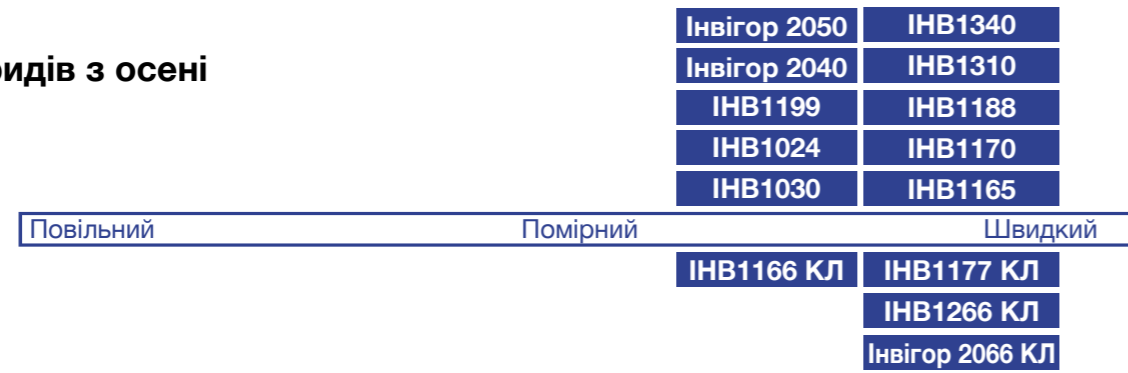 Інвігор 2050 ІНВ1340
ридів з осені
Інвігор 2040 ІНВ1310
ІНВ1199 ІНВ1188
ІНВ1024 ІНВ1170
ІНВ1030 ІНВ1165
Повільний Помірний Швидкий
ІНВ1166 КЛ ІНВ1177 КЛ
ІНВ1266 КЛ
Інвігор 2066 КЛ